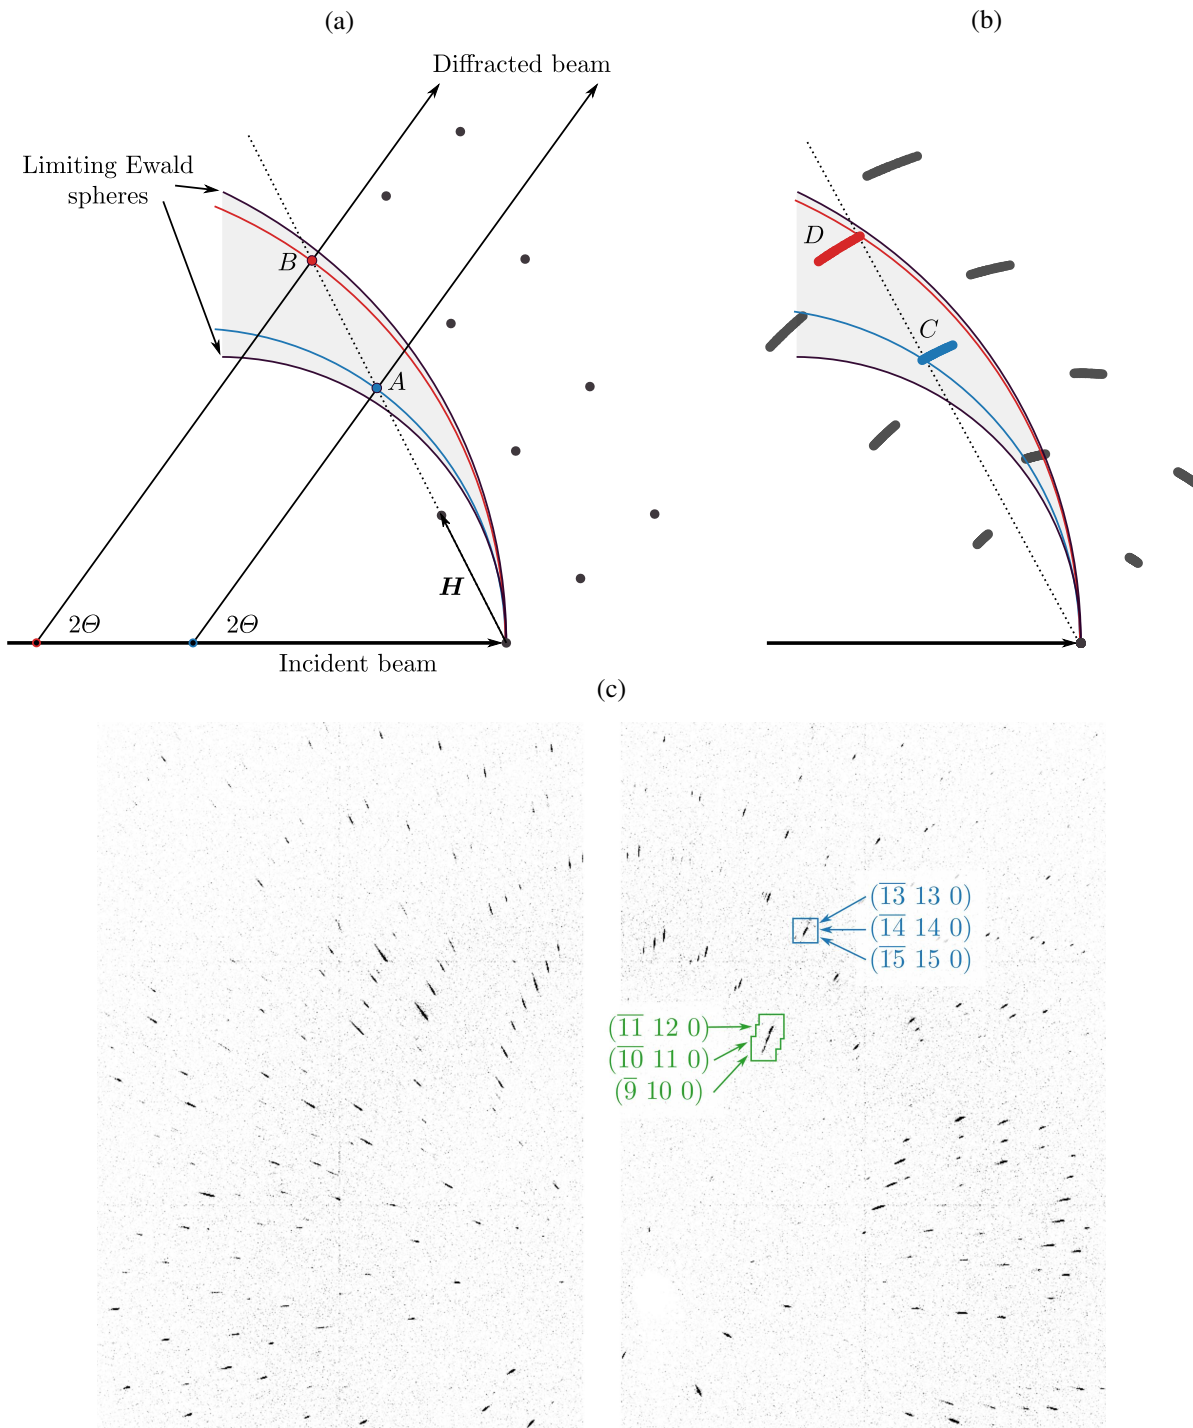 (a)
(b)
Diffracted beam
Limiting Ewald
spheres
B
A
D
C
H
2Θ
2Θ
Incident beam
(c)
(1̅3̅ 13 0)
(1̅4̅ 14 0)
(1̅5̅ 15 0)
(1̅1̅ 12 0)
(1̅0̅ 11 0)
(9̅ 10 0)